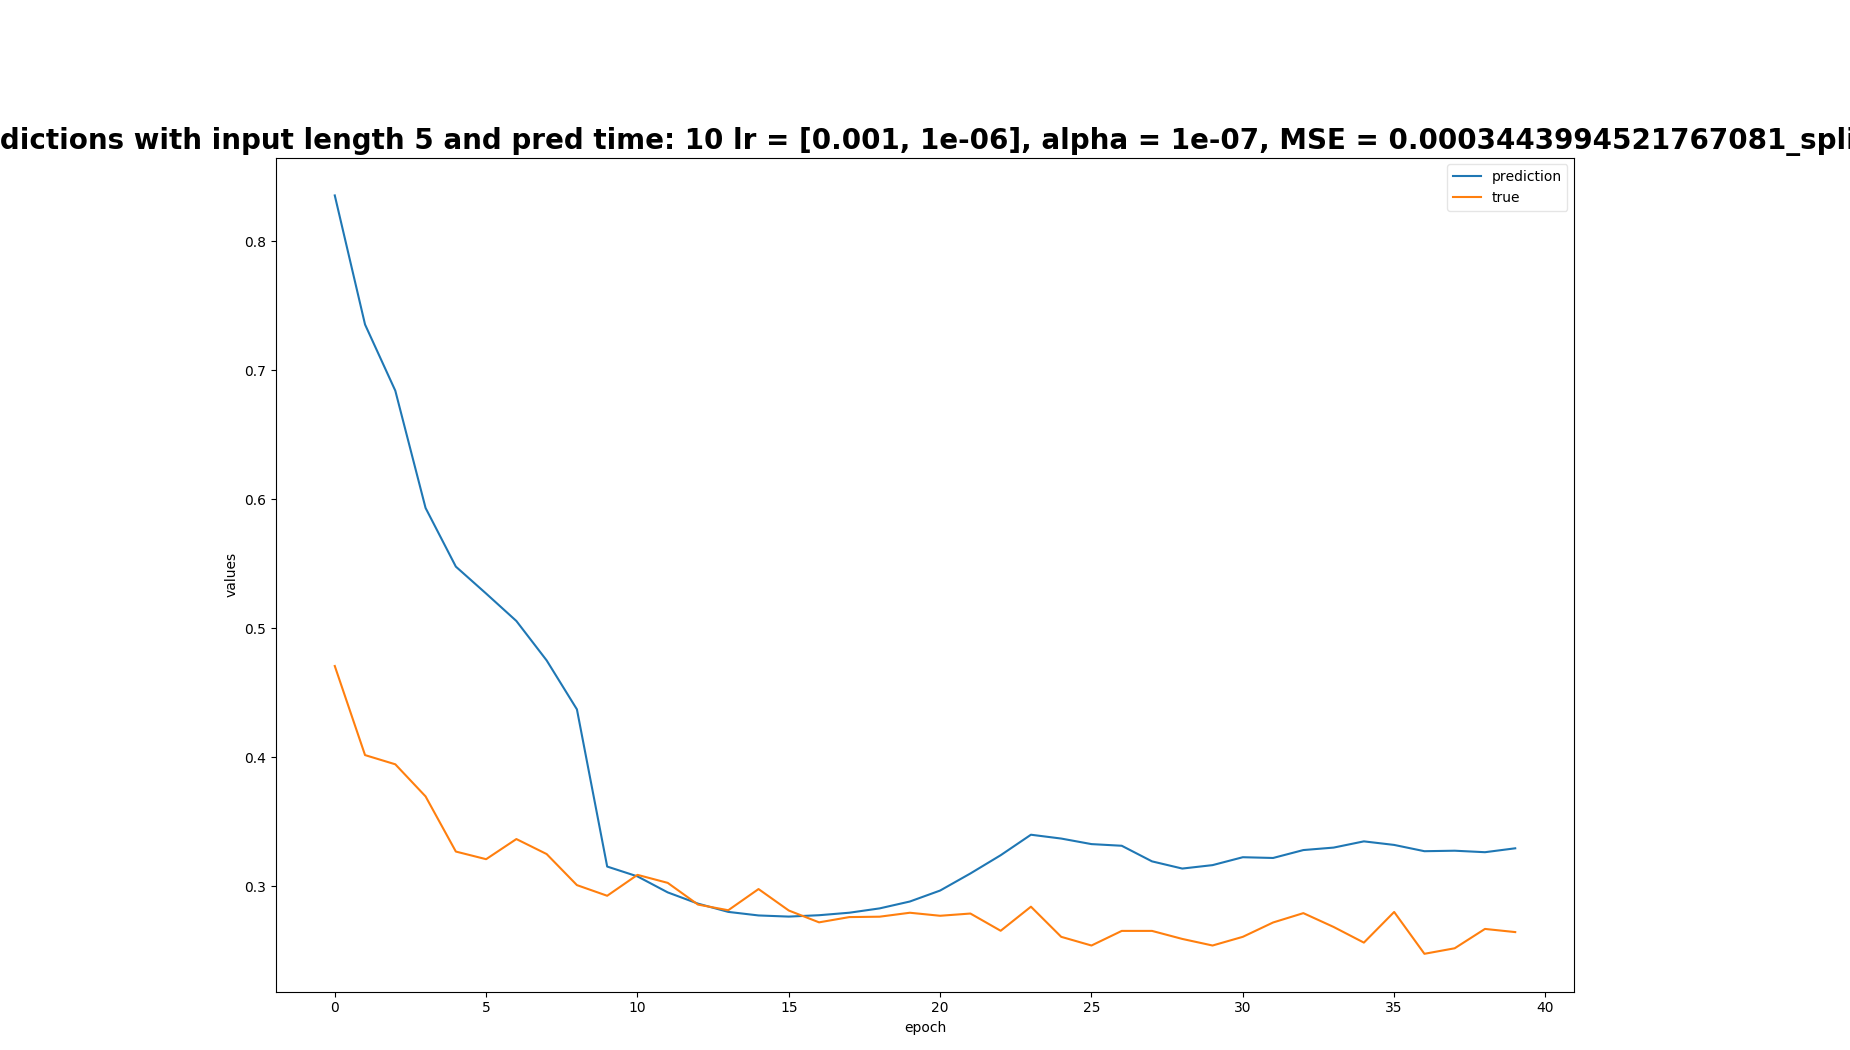 dictions with input length 5 and pred time: 10 lr = [0.001, 1e-06], alpha = 1e-07, MSE = 0.0003443994521767081_spli
prediction
true
0.8
0.7
0.6
0.5
0.4
0.3
values
0 5 10 15 20 25 30 35 40
epoch